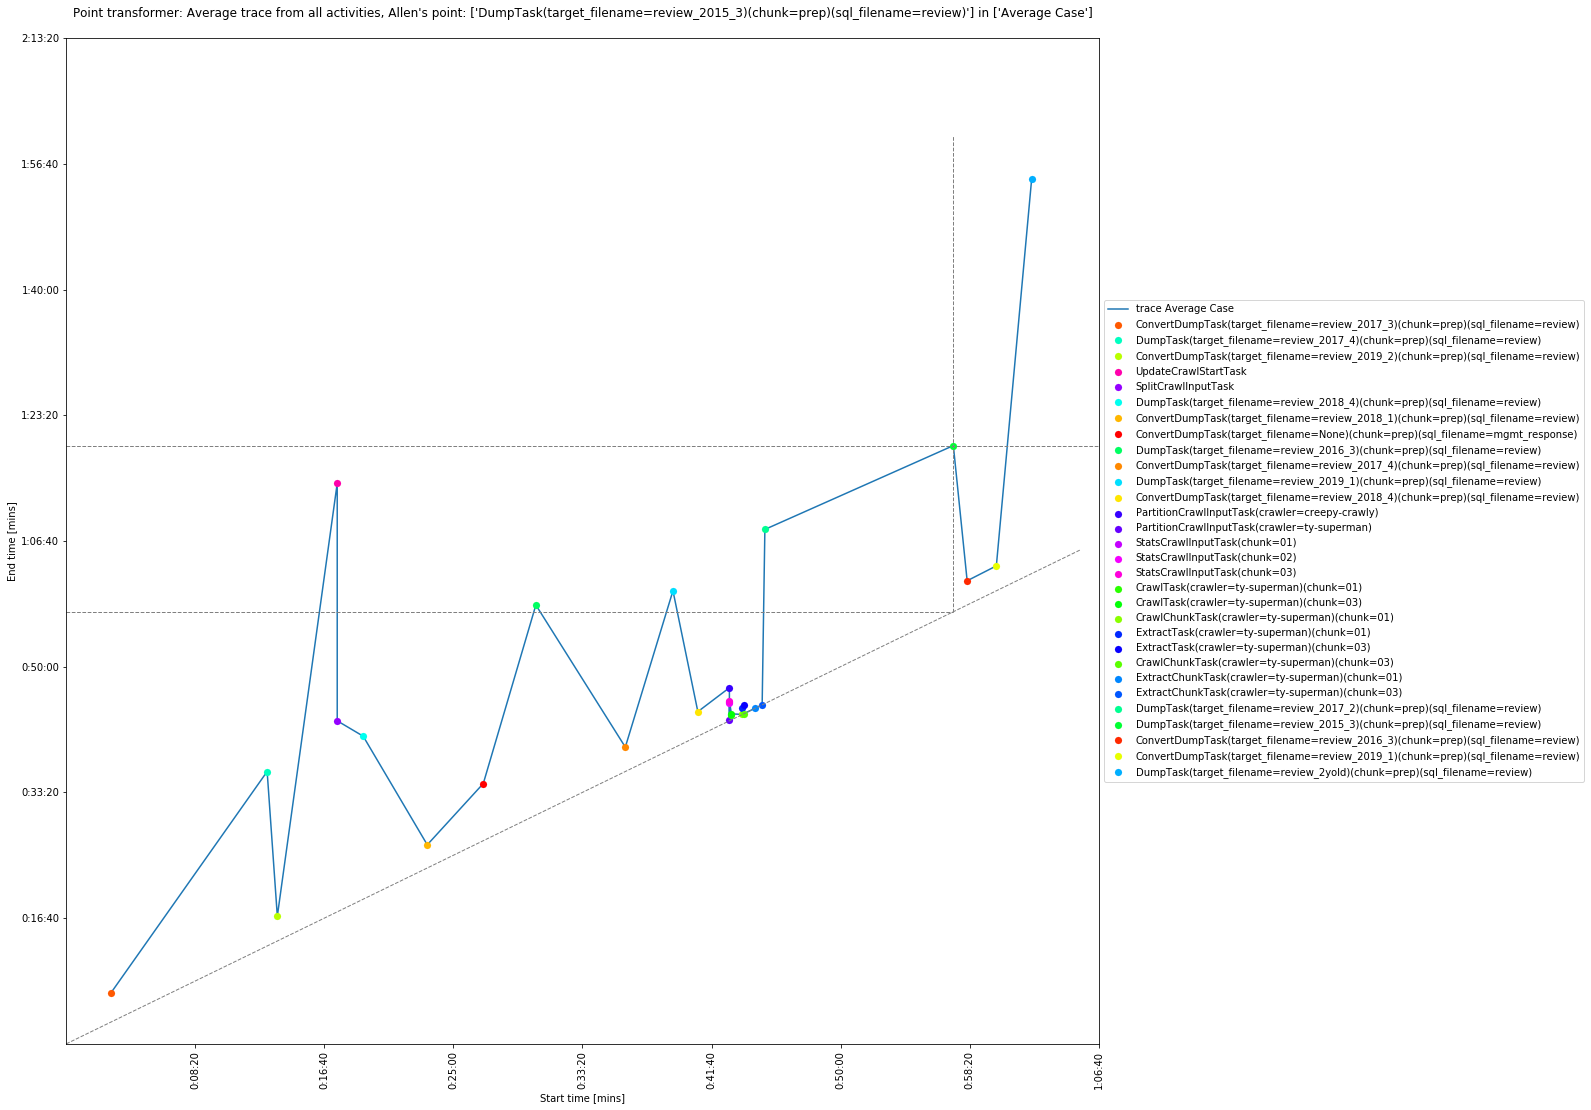 Point transformer: Average trace from all activities, Allen's point: ['DumpTask(target_filename=review_2015_3)(chunk=prep)(sql_filename=review)'] in ['Average Case']
2:13:20
1:56:40
1:40:00
1:23:20
1:06:40
0:50:00
0:33:20
0:16:40
End time [mins]
0:08:20
0:16:40
0:25:00
0:33:20
0:41:40
0:50:00
0:58:20
1:06:40
Start time [mins]
trace Average Case
ConvertDumpTask(target_filename=review_2017_3)(chunk=prep)(sql_filename=review)
DumpTask(target_filename=review_2017_4)(chunk=prep)(sql_filename=review)
ConvertDumpTask(target_filename=review_2019_2)(chunk=prep)(sql_filename=review)
UpdateCrawlStartTask
SplitCrawlInputTask
DumpTask(target_filename=review_2018_4)(chunk=prep)(sql_filename=review)
ConvertDumpTask(target_filename=review_2018_1)(chunk=prep)(sql_filename=review)
ConvertDumpTask(target_filename=None)(chunk=prep)(sql_filename=mgmt_response)
DumpTask(target_filename=review_2016_3)(chunk=prep)(sql_filename=review)
ConvertDumpTask(target_filename=review_2017_4)(chunk=prep)(sql_filename=review)
DumpTask(target_filename=review_2019_1)(chunk=prep)(sql_filename=review)
ConvertDumpTask(target_filename=review_2018_4)(chunk=prep)(sql_filename=review)
PartitionCrawlInputTask(crawler=creepy-crawly)
PartitionCrawlInputTask(crawler=ty-superman)
StatsCrawlInputTask(chunk=01)
StatsCrawlInputTask(chunk=02)
StatsCrawlInputTask(chunk=03)
CrawlTask(crawler=ty-superman)(chunk=01)
CrawlTask(crawler=ty-superman)(chunk=03)
CrawlChunkTask(crawler=ty-superman)(chunk=01)
ExtractTask(crawler=ty-superman)(chunk=01)
ExtractTask(crawler=ty-superman)(chunk=03)
CrawlChunkTask(crawler=ty-superman)(chunk=03)
ExtractChunkTask(crawler=ty-superman)(chunk=01)
ExtractChunkTask(crawler=ty-superman)(chunk=03)
DumpTask(target_filename=review_2017_2)(chunk=prep)(sql_filename=review)
DumpTask(target_filename=review_2015_3)(chunk=prep)(sql_filename=review)
ConvertDumpTask(target_filename=review_2016_3)(chunk=prep)(sql_filename=review)
ConvertDumpTask(target_filename=review_2019_1)(chunk=prep)(sql_filename=review)
DumpTask(target_filename=review_2yold)(chunk=prep)(sql_filename=review)